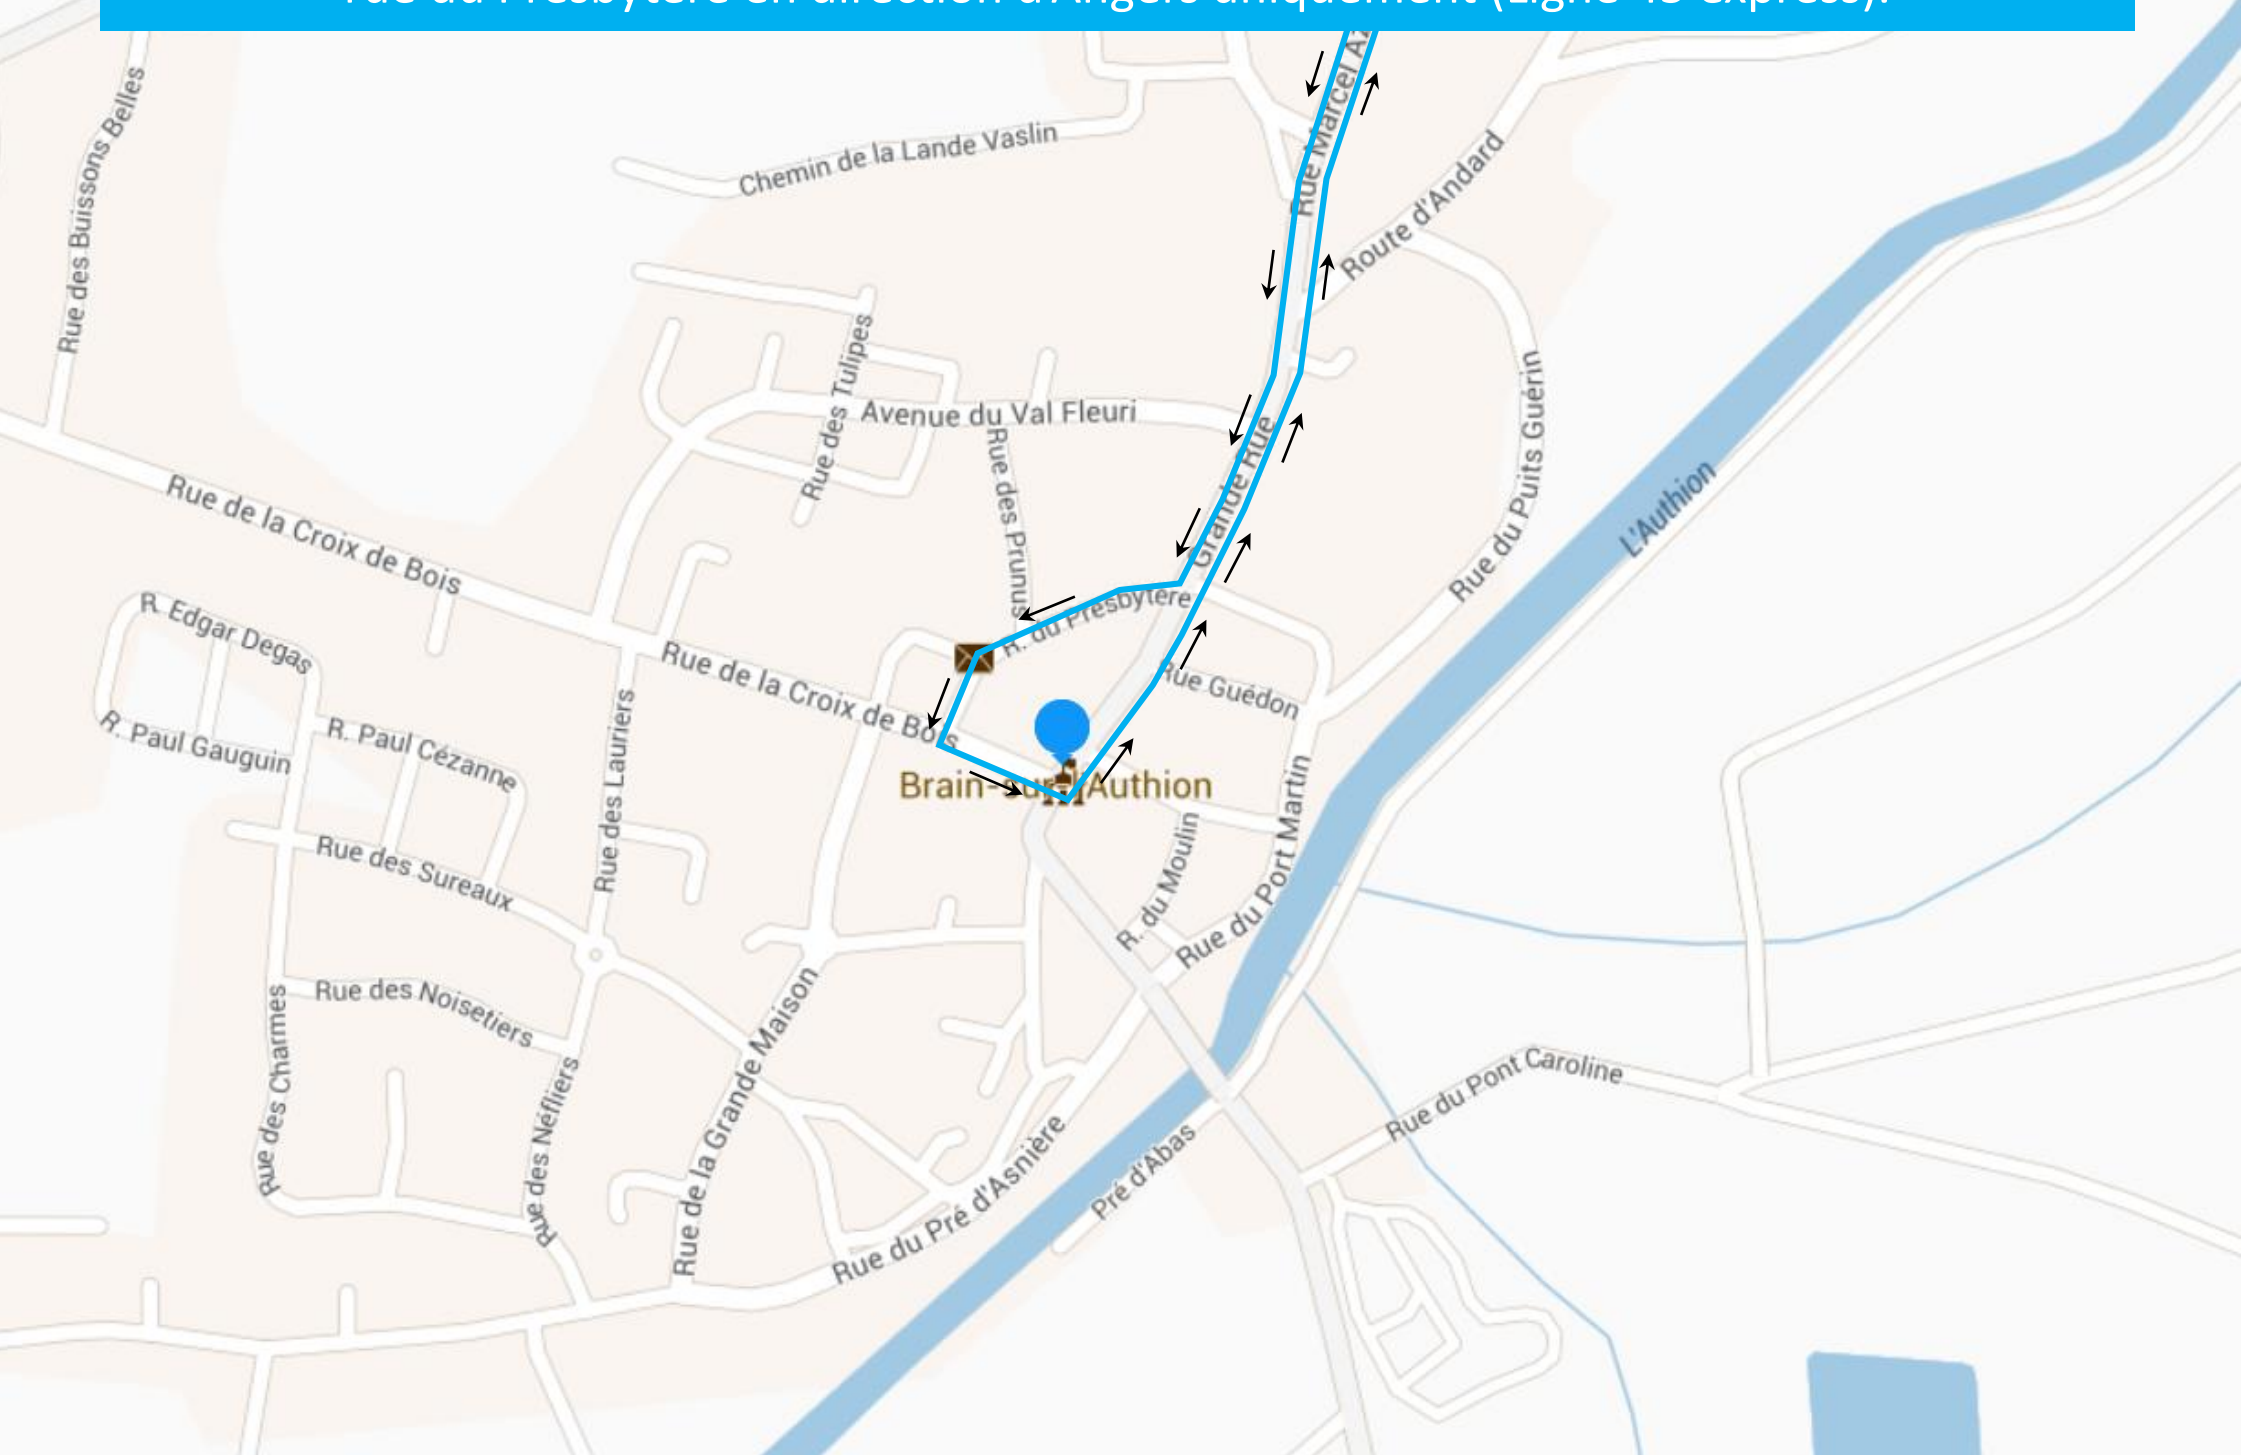 rue du Presbytère en direction d'Angers uniquement (Ligne 48 express).
Rue des Buissons Belles
Chemin de la Lande Vaslin
Rue Marcel
Route d'Andard
Rue des Tulipes
Avenue du Val Fleuri
Grande Rue
Rue du Puits Guérin
L'Authion
Rue de la Croix de Bois
Rue des Prunus
R. du Presbytère
R. Edgar Degas
Rue de la Croix de Bois
Rue Guédon
R. Paul Gauguin
R. Paul Cézanne
Rue des Lauriers
Brain-sur-l'Authion
Rue des Sureaux
R. du Moulin
Rue du Port Martin
Rue des Noisetiers
Rue des Charmes
Rue des Néfliers
Rue de la Grande Maison
Rue du Pré d'Asnière
Pré d'Abas
Rue du Pont Caroline